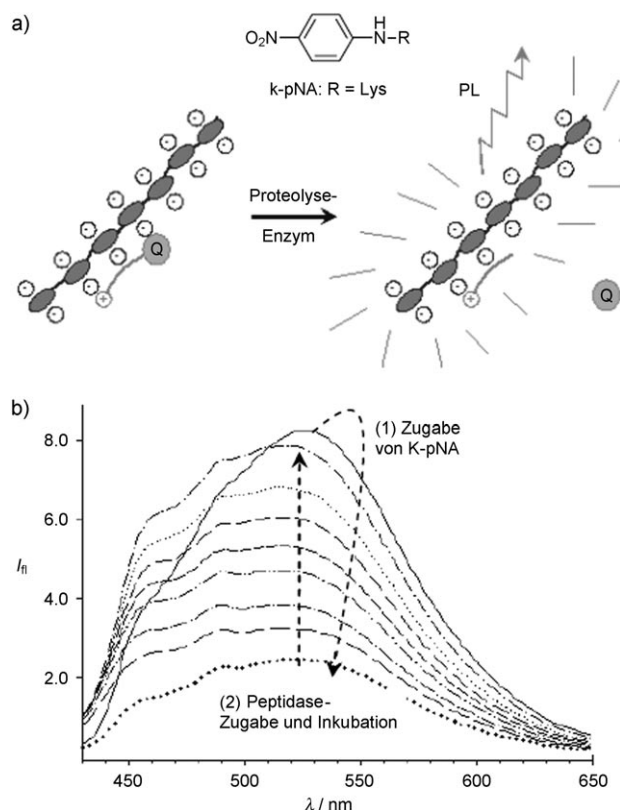 a)
O₂N
H
N
R
k-pNA: R = Lys
PL
Proteolyse-
Enzym
Q
+
Q
+
b)
8.0
6.0
4.0
2.0
I_fl
(1) Zugabe
von K-pNA
(2) Peptidase-
Zugabe und Inkubation
450
500
550
600
650
λ / nm